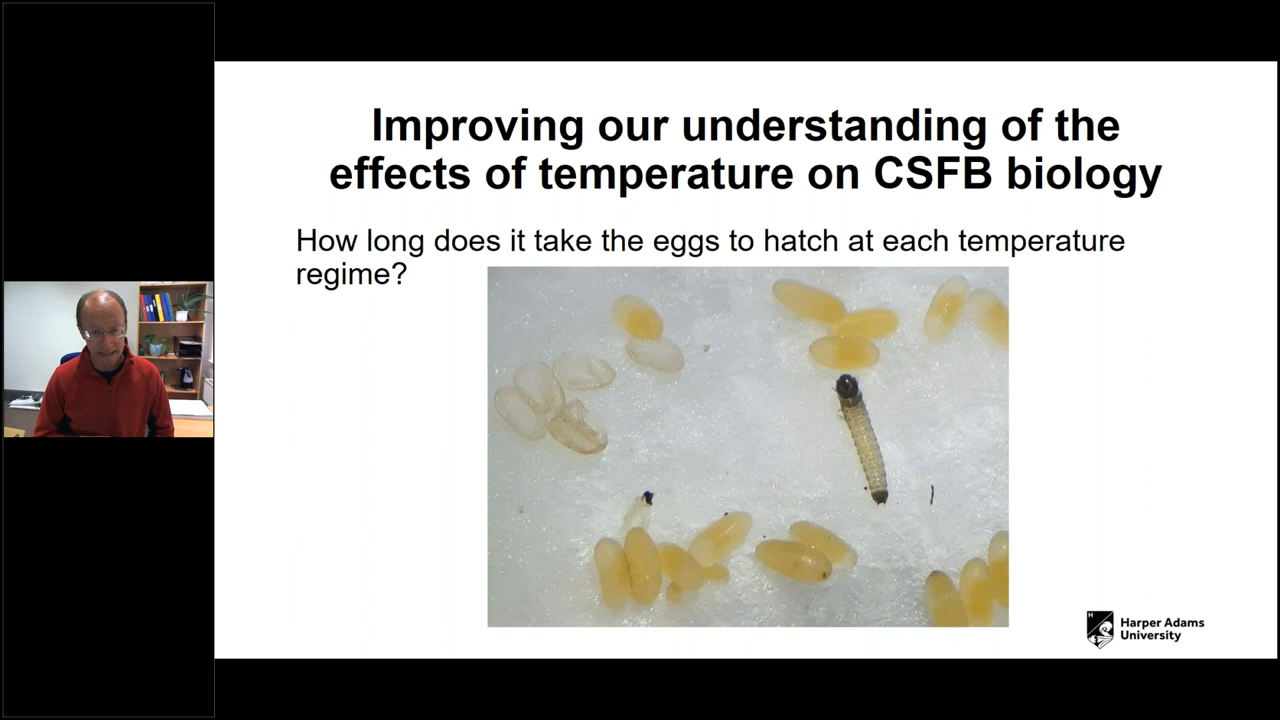 Improving our understanding of the
effects of temperature on CSFB biology
How long does it take the eggs to hatch at each temperature
regime?
Harper Adams
University